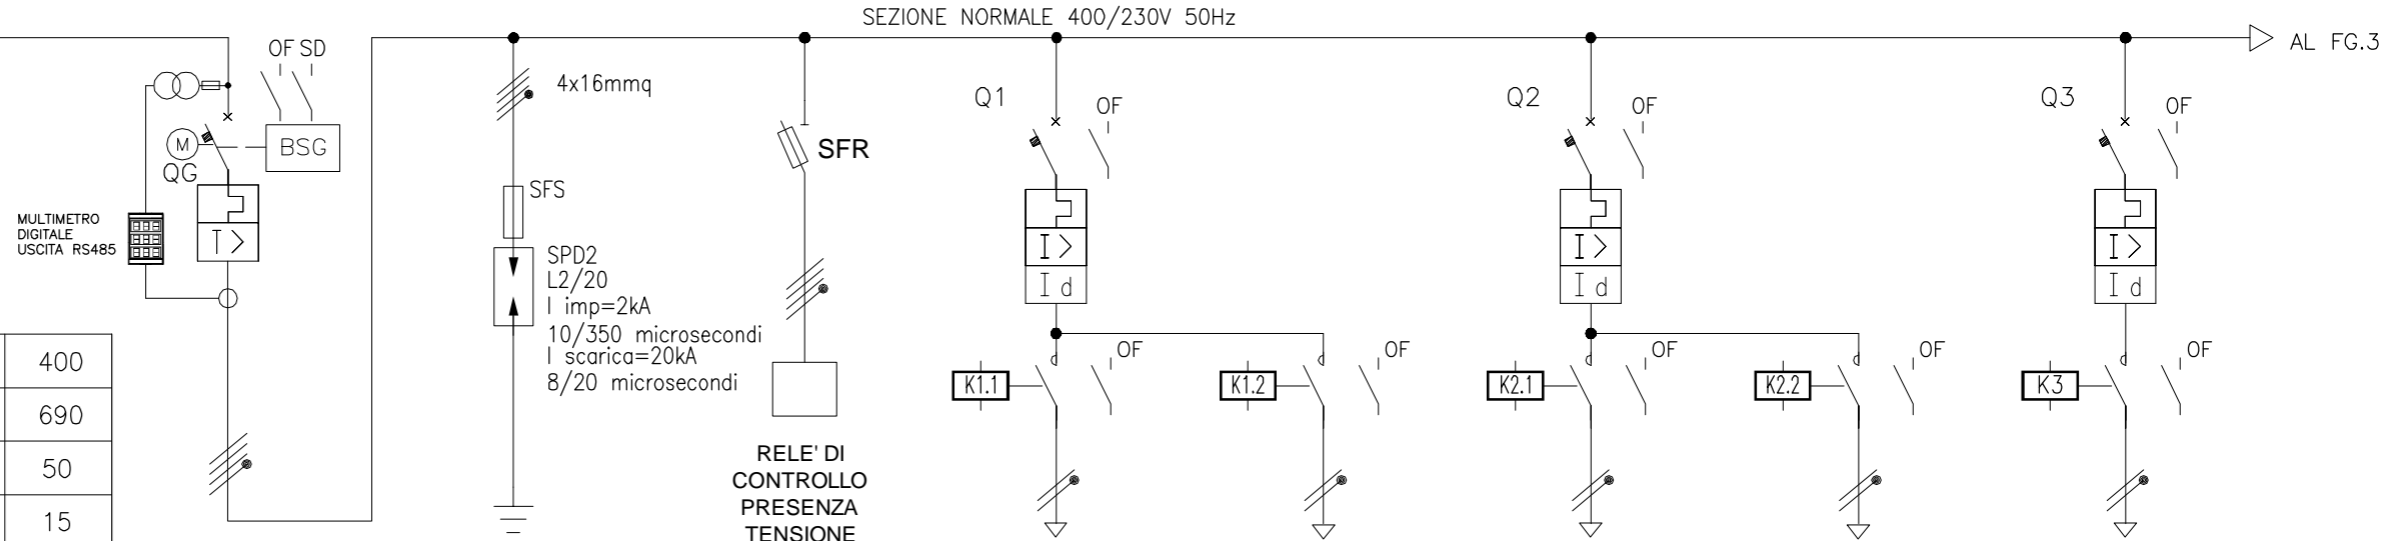 SEZIONE NORMALE 400/230V 50Hz
AL FG.3
OF SD
M
BSG
QG
T >
MULTIMETRO
DIGITALE
USCITA RS485
400
690
50
15
4x16mmq
SFS
SPD2
L2/20
I imp=2kA
10/350 microsecondi
I scarica=20kA
8/20 microsecondi
SFR
RELE' DI
CONTROLLO
PRESENZA
TENSIONE
Q1
OF
I >
I d
K1.1
OF
K1.2
OF
Q2
OF
I >
I d
K2.1
OF
K2.2
OF
Q3
OF
I >
I d
K3
OF